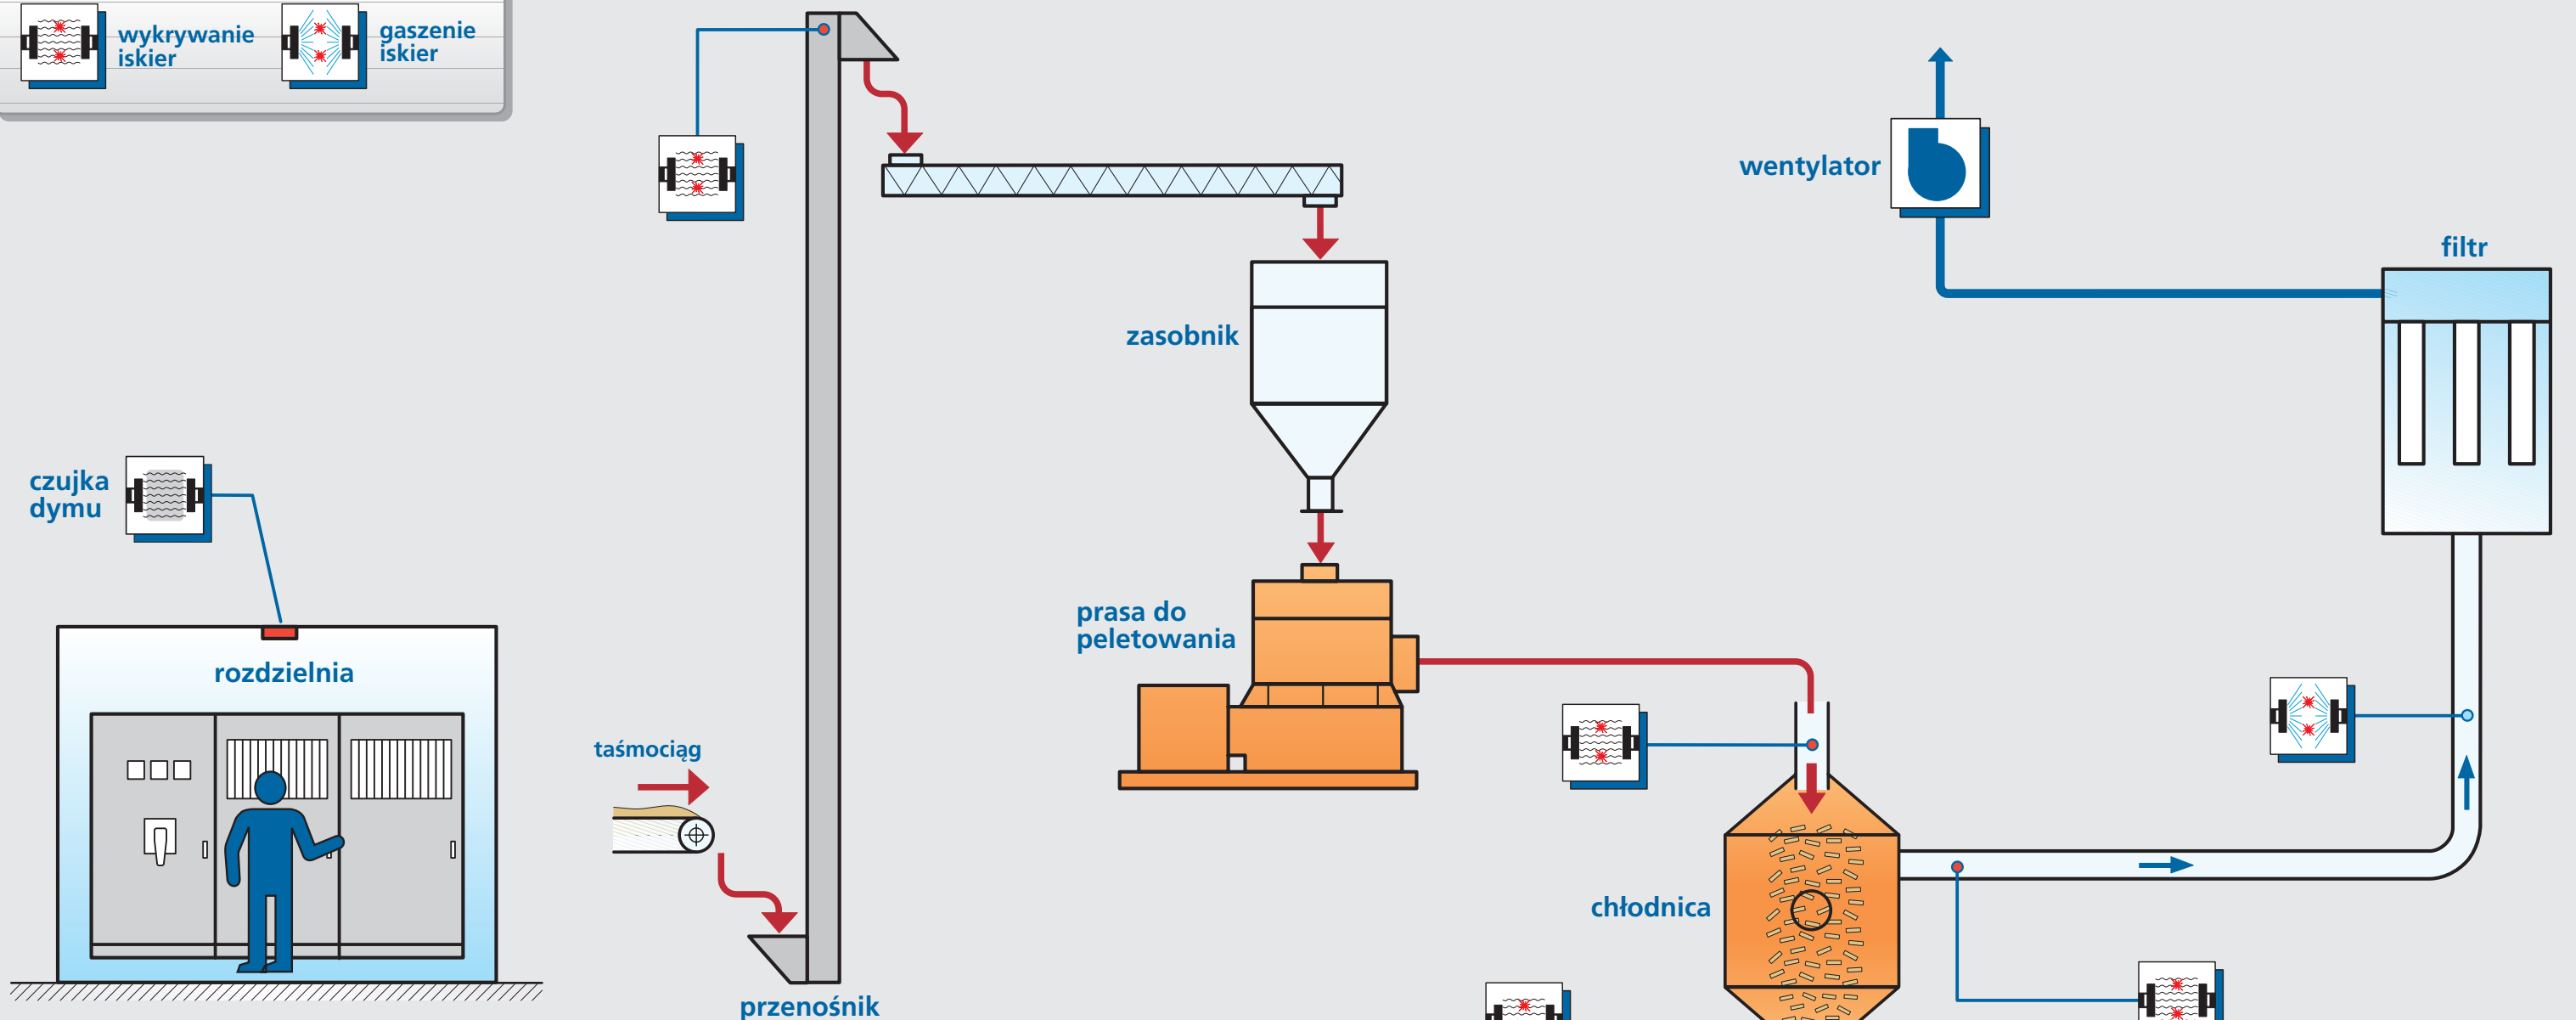 wykrywanie
iskier
gaszenie
iskier
wentylator
filtr
zasobnik
czujka
dymu
prasa do
peletowania
rozdzielnia
taśmociąg
chłodnica
przenośnik